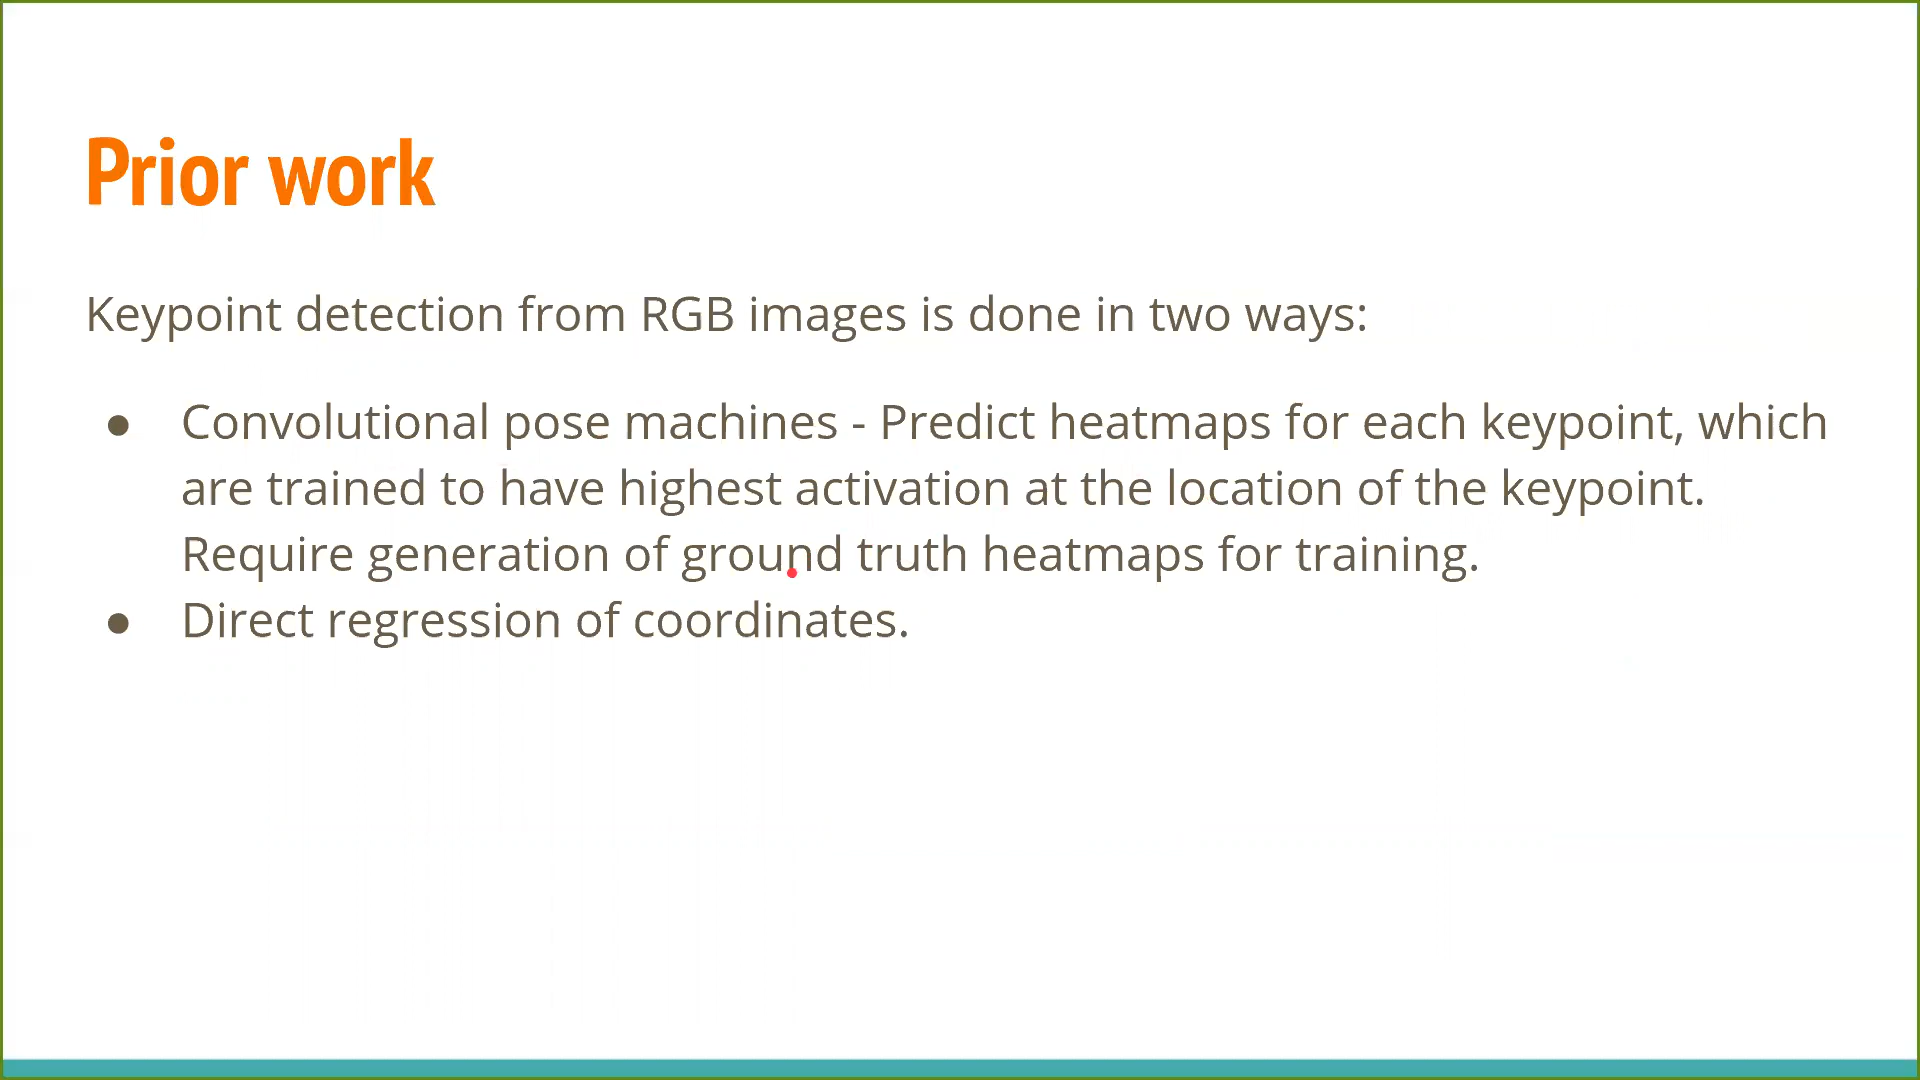 Prior work
Keypoint detection from RGB images is done in two ways:
● Convolutional pose machines - Predict heatmaps for each keypoint, which
are trained to have highest activation at the location of the keypoint.
Require generation of ground truth heatmaps for training.
● Direct regression of coordinates.